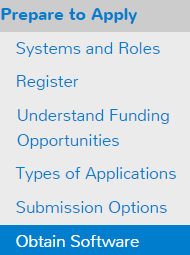 Prepare to Apply
Systems and Roles
Register
Understand Funding
Opportunities
Types of Applications
Submission Options
Obtain Software